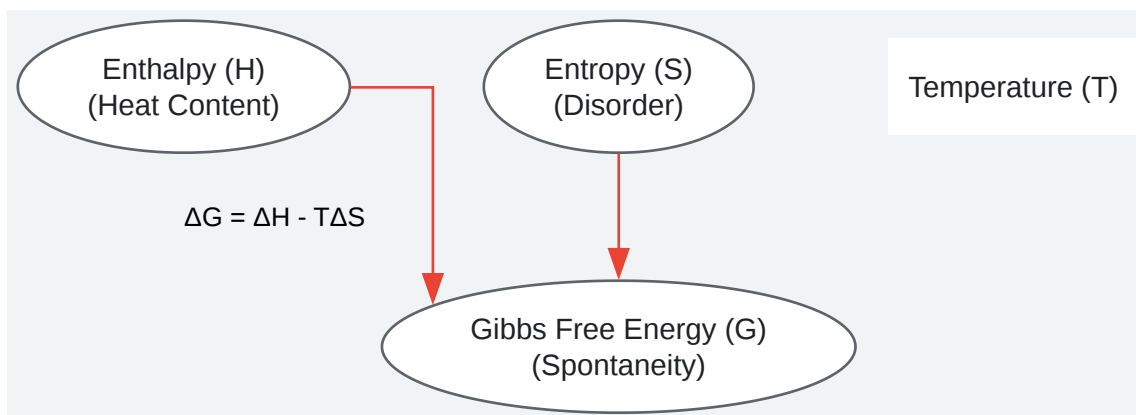 Enthalpy (H)
(Heat Content)
Entropy (S)
(Disorder)
Temperature (T)
ΔG = ΔH - TΔS
Gibbs Free Energy (G)
(Spontaneity)